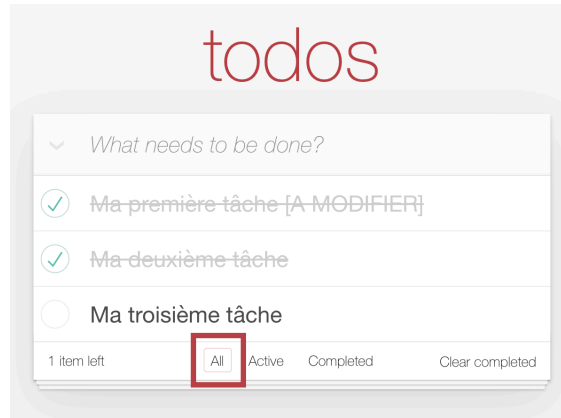 todos
What needs to be done?
Ma première tâche [A MODIFIER]
Ma deuxième tâche
Ma troisième tâche
1 item left All Active Completed Clear completed